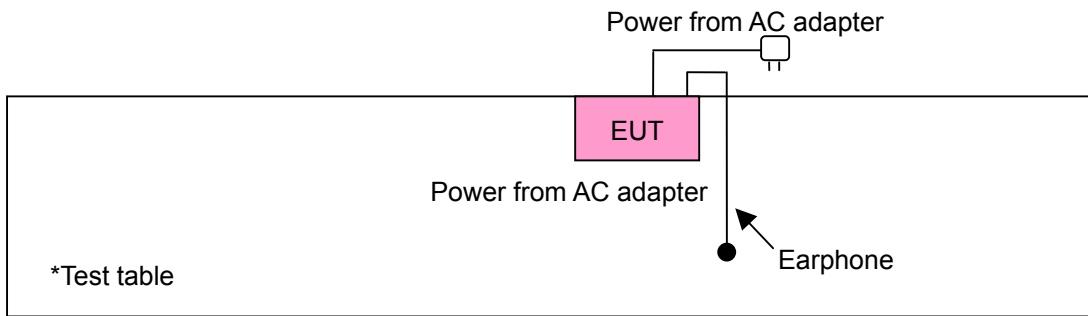 Power from AC adapter
EUT
Power from AC adapter
Earphone
*Test table